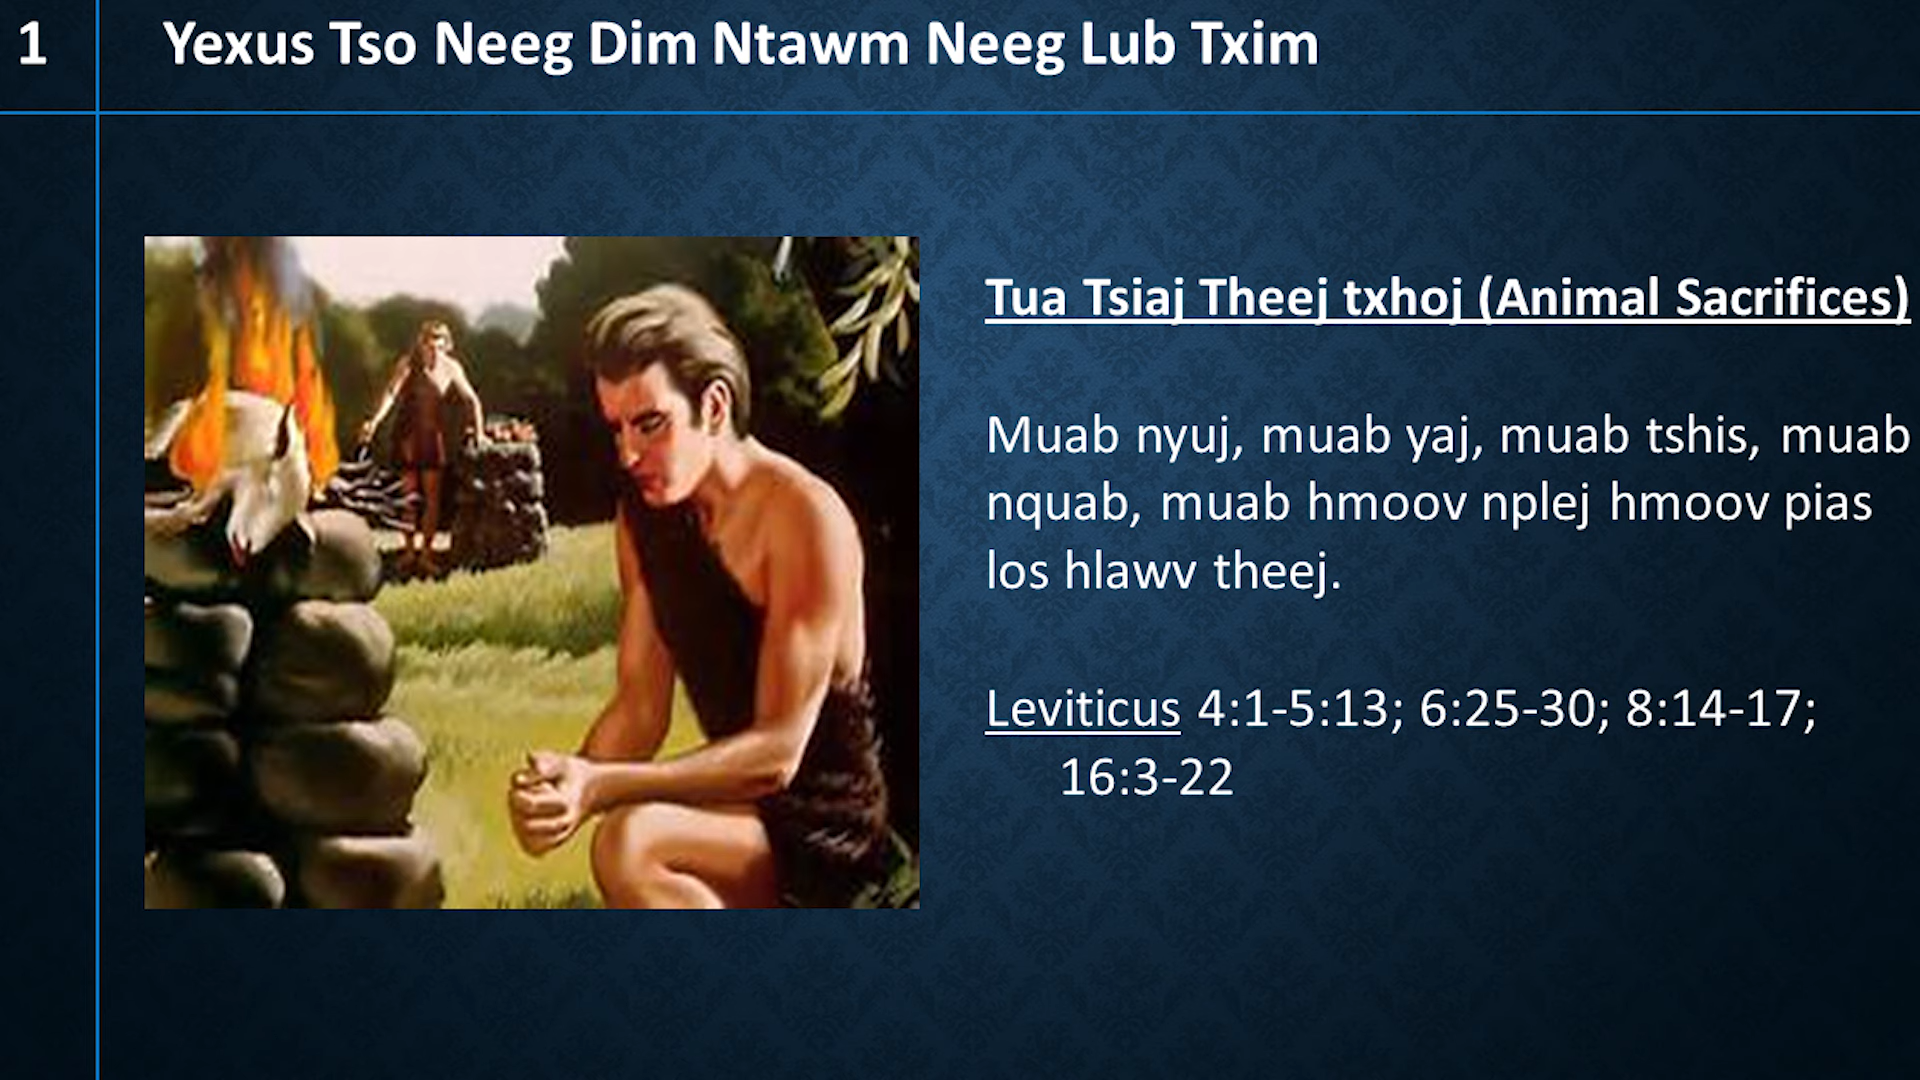 1
Yexus Tso Neeg Dim Ntawm Neeg Lub Txim
Tua Tsiaj Theej txhoj (Animal Sacrifices)
Muab nyuj, muab yaj, muab tshis, muab
nquab, muab hmoov nplej hmoov pias
los hlawv theej.
Leviticus 4:1-5:13; 6:25-30; 8:14-17;
16:3-22